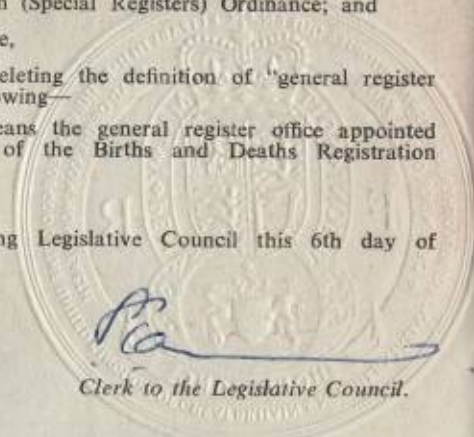 (Special Registers) Ordinance; and
eleting the definition of "general register
wing—
eans the general register office appointed
of the Births and Deaths Registration
ng Legislative Council this 6th day of
Clerk to the Legislative Council.